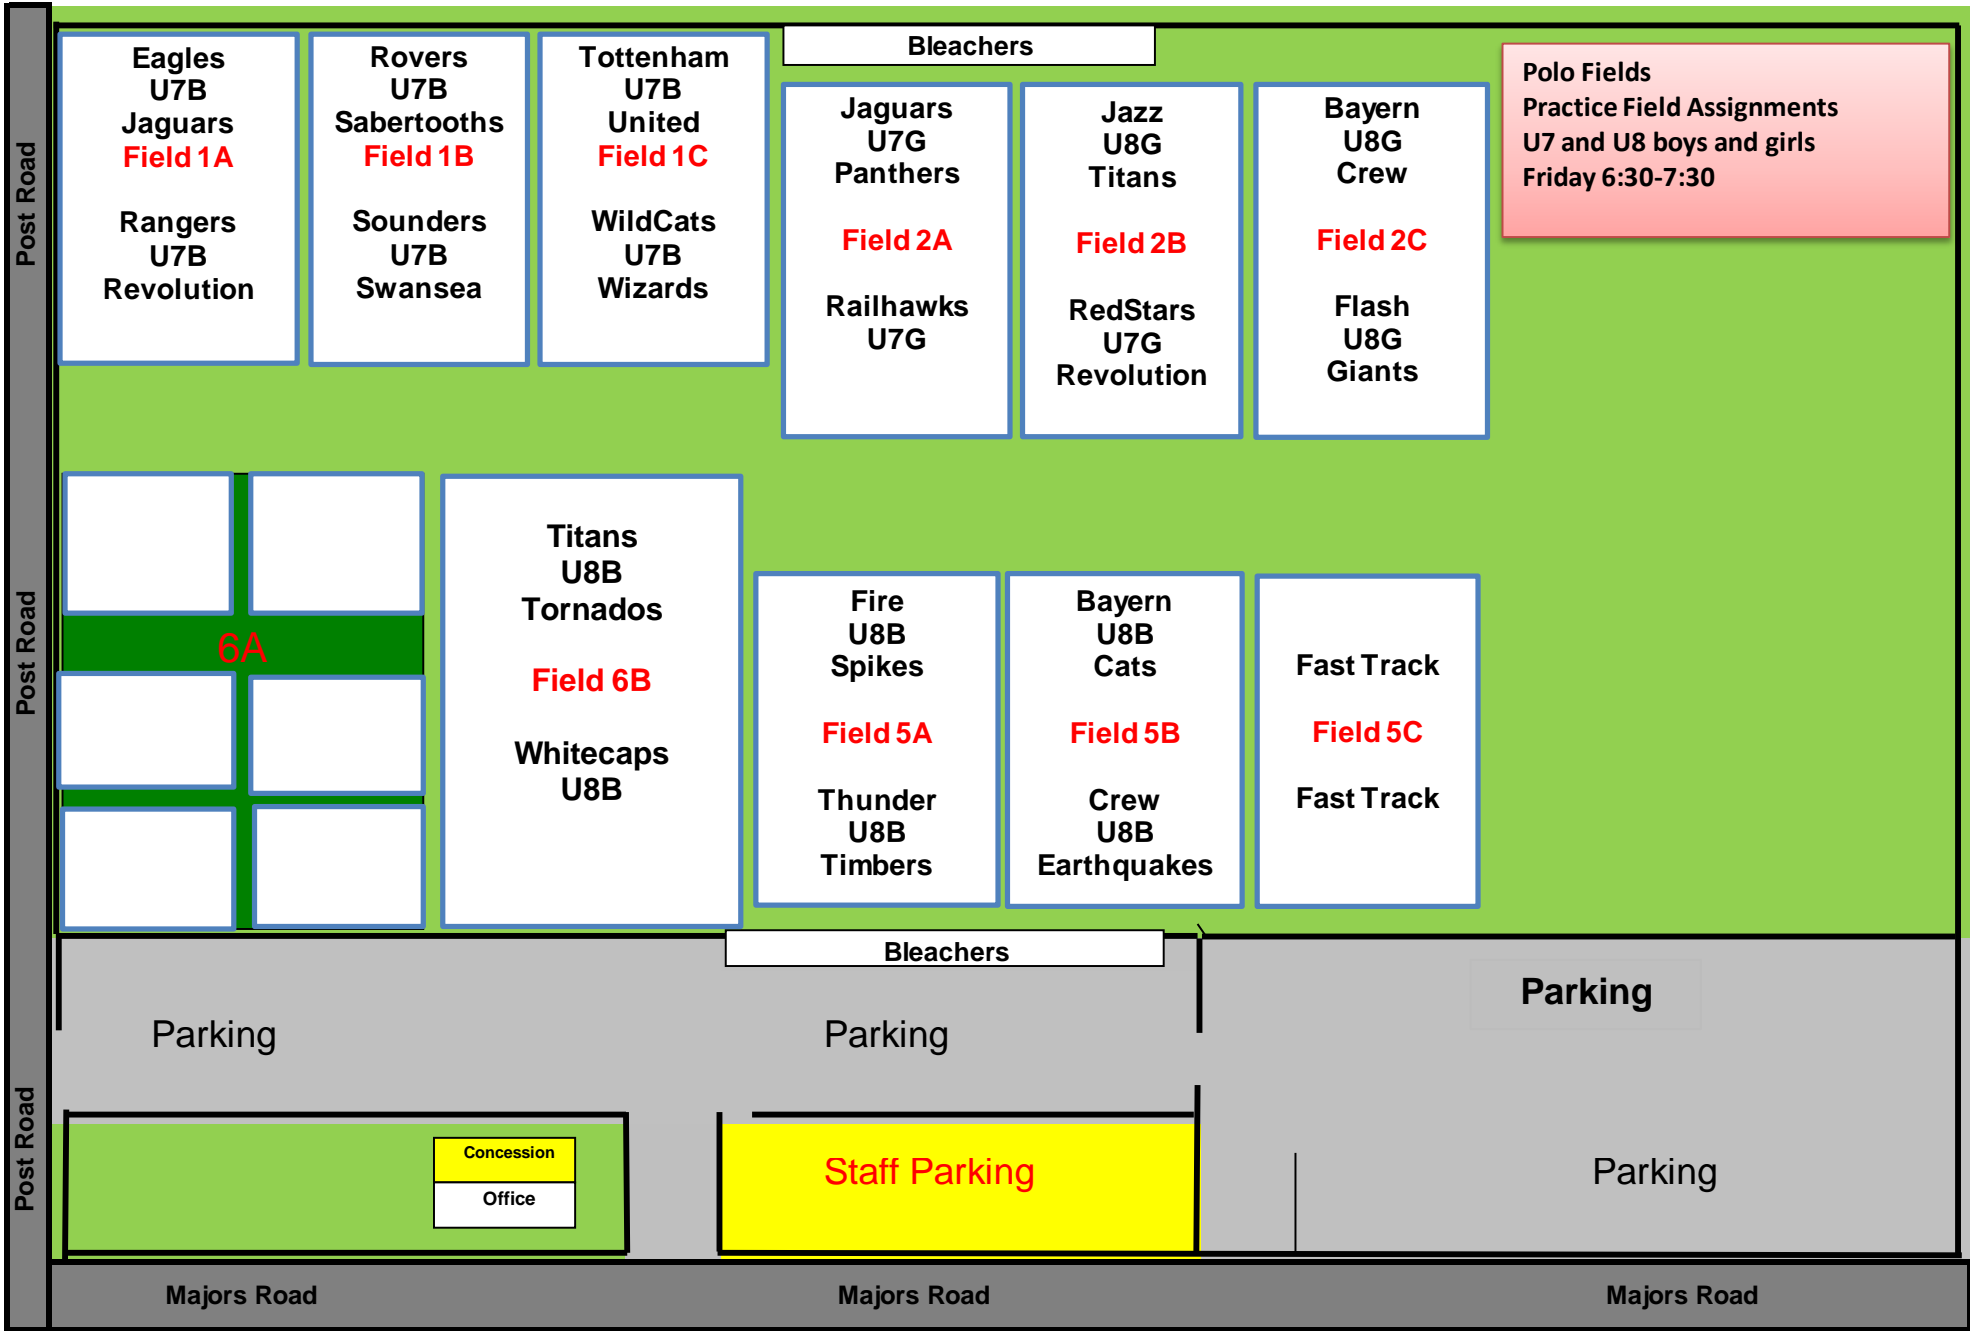 Bleachers
Eagles
U7B
Jaguars
Field 1A
Rangers
U7B
Revolution
Rovers
U7B
Sabertooths
Field 1B
Sounders
U7B
Swansea
Tottenham
U7B
United
Field 1C
WildCats
U7B
Wizards
Jaguars
U7G
Panthers
Field 2A
Railhawks
U7G
Jazz
U8G
Titans
Field 2B
RedStars
U7G
Revolution
Bayern
U8G
Crew
Field 2C
Flash
U8G
Giants
Polo Fields
Practice Field Assignments
U7 and U8 boys and girls
Friday 6:30-7:30
Post Road
Post Road
Post Road
6A
Titans
U8B
Tornados
Field 6B
Whitecaps
U8B
Fire
U8B
Spikes
Field 5A
Thunder
U8B
Timbers
Bayern
U8B
Cats
Field 5B
Crew
U8B
Earthquakes
Fast Track
Field 5C
Fast Track
Bleachers
Parking
Parking
Parking
Concession
Office
Staff Parking
Parking
Majors Road
Majors Road
Majors Road